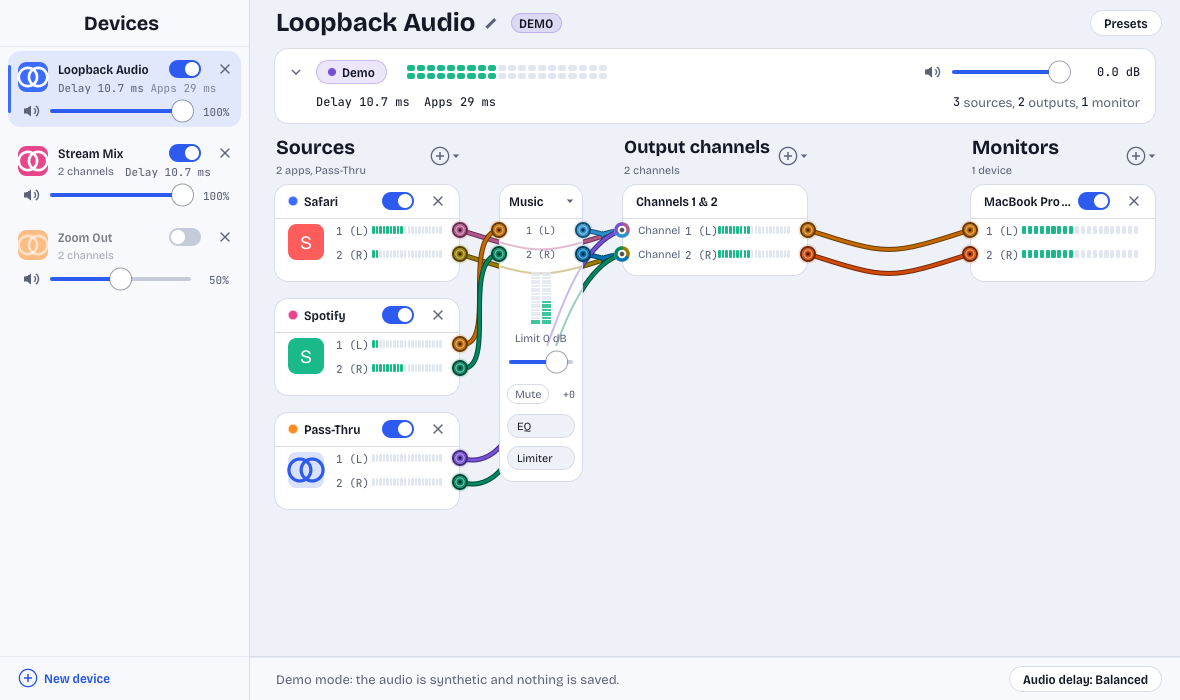 Devices
Loopback Audio
Delay 10.7 ms Apps 29 ms
100%
Stream Mix
2 channels Delay 10.7 ms
100%
Zoom Out
2 channels
50%
New device
Loopback Audio DEMO Presets
Demo 0.0 dB
Delay 10.7 ms Apps 29 ms 3 sources, 2 outputs, 1 monitor
Sources
2 apps, Pass-Thru
Safari
S
1 (L)
2 (R)
Spotify
S
1 (L)
2 (R)
Pass-Thru
1 (L)
2 (R)
Music
1 (L)
2 (R)
Limit 0 dB
Mute +0
EQ
Limiter
Output channels
2 channels
Channels 1 & 2
Channel 1 (L)
Channel 2 (R)
Monitors
1 device
MacBook Pro…
1 (L)
2 (R)
Demo mode: the audio is synthetic and nothing is saved. Audio delay: Balanced